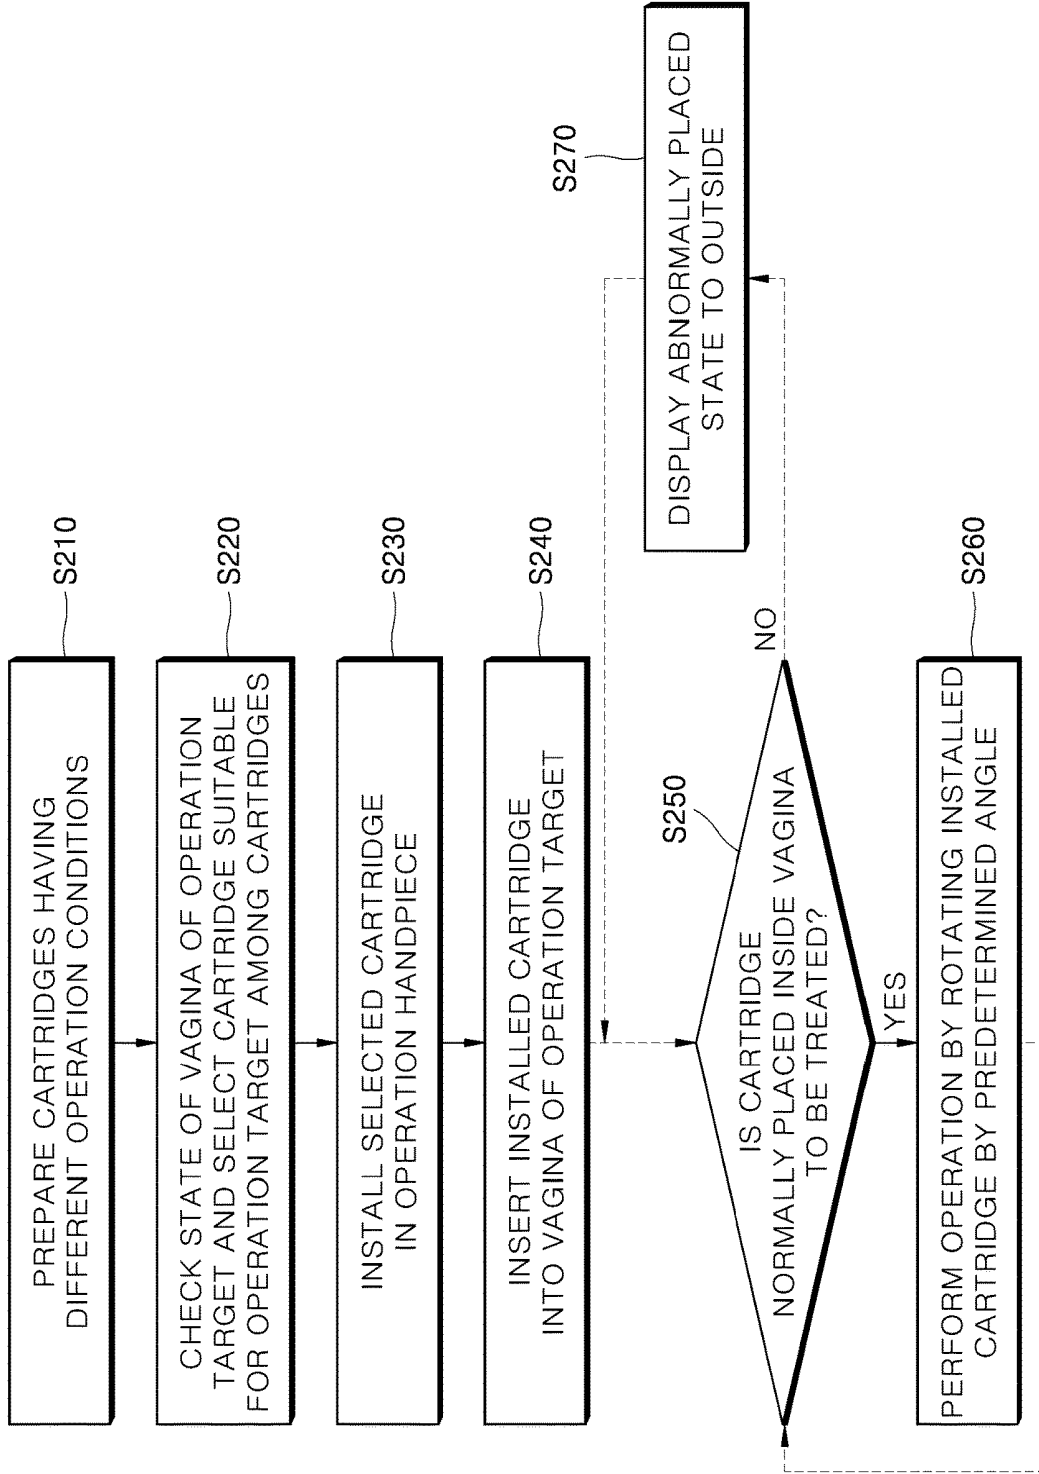 S210
PREPARE CARTRIDGES HAVING
DIFFERENT OPERATION CONDITIONS
S220
CHECK STATE OF VAGINA OF OPERATION
TARGET AND SELECT CARTRIDGE SUITABLE
FOR OPERATION TARGET AMONG CARTRIDGES
S230
INSTALL SELECTED CARTRIDGE
IN OPERATION HANDPIECE
S240
INSERT INSTALLED CARTRIDGE
INTO VAGINA OF OPERATION TARGET
S250
IS CARTRIDGE
NORMALLY PLACED INSIDE VAGINA
TO BE TREATED?
NO
S270
DISPLAY ABNORMALLY PLACED
STATE TO OUTSIDE
YES
S260
PERFORM OPERATION BY ROTATING INSTALLED
CARTRIDGE BY PREDETERMINED ANGLE